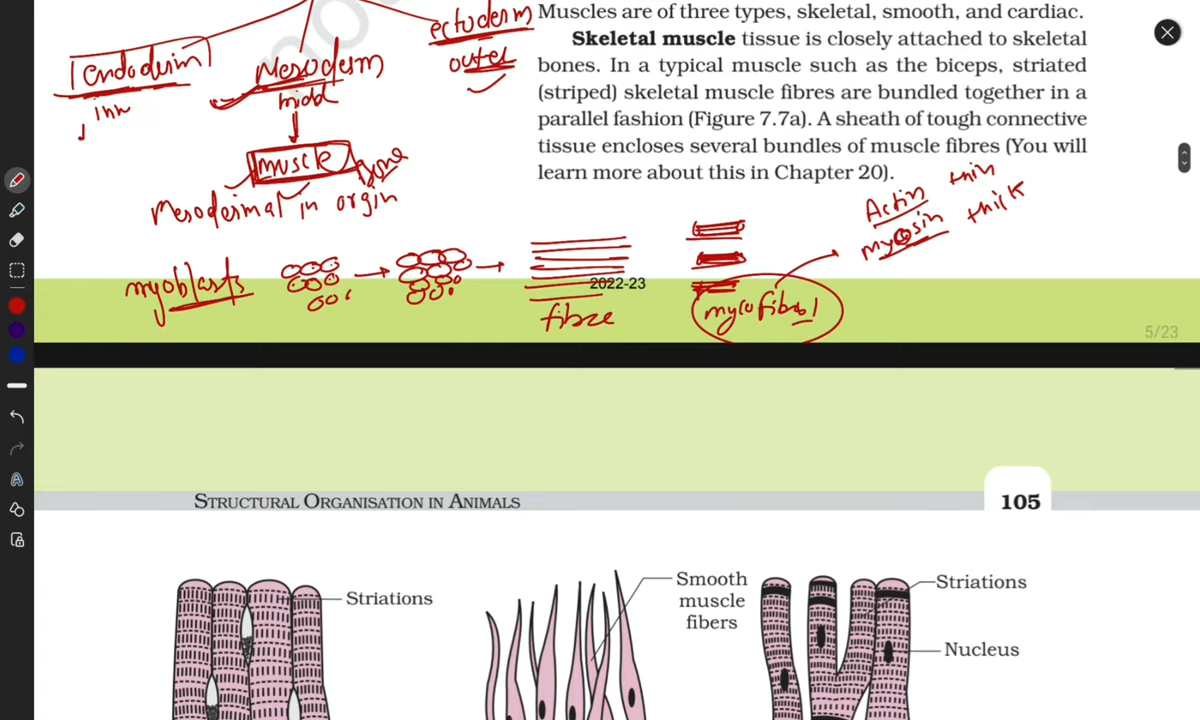 ectoderm
outer
endoderm
inn
Mesoderm
midd
muscle
bone
Mesodermal in orgin
Muscles are of three types, skeletal, smooth, and cardiac.
Skeletal muscle tissue is closely attached to skeletal
bones. In a typical muscle such as the biceps, striated
(striped) skeletal muscle fibres are bundled together in a
parallel fashion (Figure 7.7a). A sheath of tough connective
tissue encloses several bundles of muscle fibres (You will
learn more about this in Chapter 20).
Actin thin
myosin thick
myoblasts
fibre
2022-23
5/23
STRUCTURAL ORGANISATION IN ANIMALS
105
Striations
Smooth
muscle
fibers
Striations
Nucleus